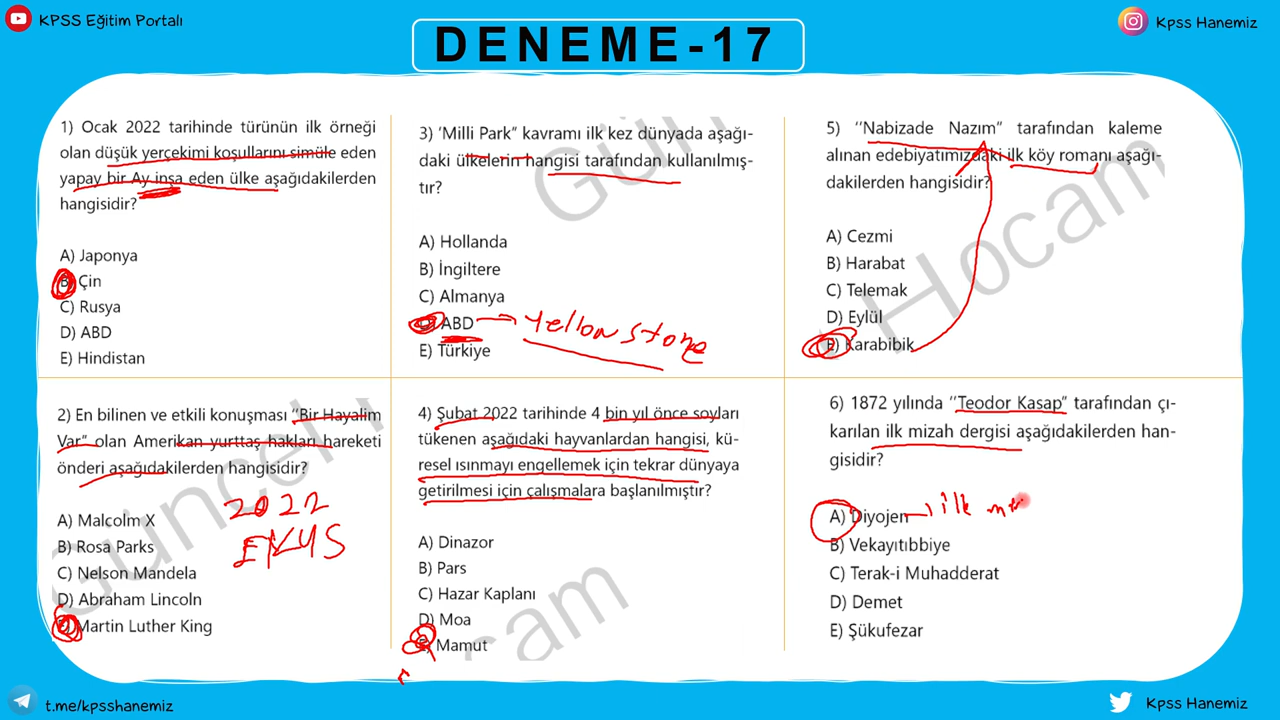 KPSS Eğitim Portalı
DENEME-17
Kpss Hanemiz
1) Ocak 2022 tarihinde türünün ilk örneği
olan düşük yerçekimi koşullarını simüle eden
yapay bir Ay inşa eden ülke aşağıdakilerden
hangisidir?
A) Japonya
B) Çin
C) Rusya
D) ABD
E) Hindistan
2) En bilinen ve etkili konuşması "Bir Hayalim
Var" olan Amerikan yurttaş hakları hareketi
önderi aşağıdakilerden hangisidir?
2022
EKYS
A) Malcolm X
B) Rosa Parks
C) Nelson Mandela
D) Abraham Lincoln
E) Martin Luther King
3) 'Milli Park" kavramı ilk kez dünyada aşağı-
daki ülkelerin hangisi tarafından kullanılmış-
tır?
A) Hollanda
B) İngiltere
C) Almanya
D) ABD Yellow stone
E) Türkiye
4) Şubat 2022 tarihinde 4 bin yıl önce soyları
tükenen aşağıdaki hayvanlardan hangisi, kü-
resel ısınmayı engellemek için tekrar dünyaya
getirilmesi için çalışmalara başlanılmıştır?
A) Dinazor
B) Pars
C) Hazar Kaplanı
D) Moa
E) Mamut
5) ''Nabizade Nazım" tarafından kaleme
alınan edebiyatımızdaki ilk köy romanı aşağı-
dakilerden hangisidir?
A) Cezmi
B) Harabat
C) Telemak
D) Eylül
E) Karabibik
6) 1872 yılında ''Teodor Kasap" tarafından çı-
karılan ilk mizah dergisi aşağıdakilerden han-
gisidir?
A) Diyojen ilk
B) Vekayıtıbbiye
C) Terak-i Muhadderat
D) Demet
E) Şükufezar
t.me/kpsshanemiz
Kpss Hanemiz